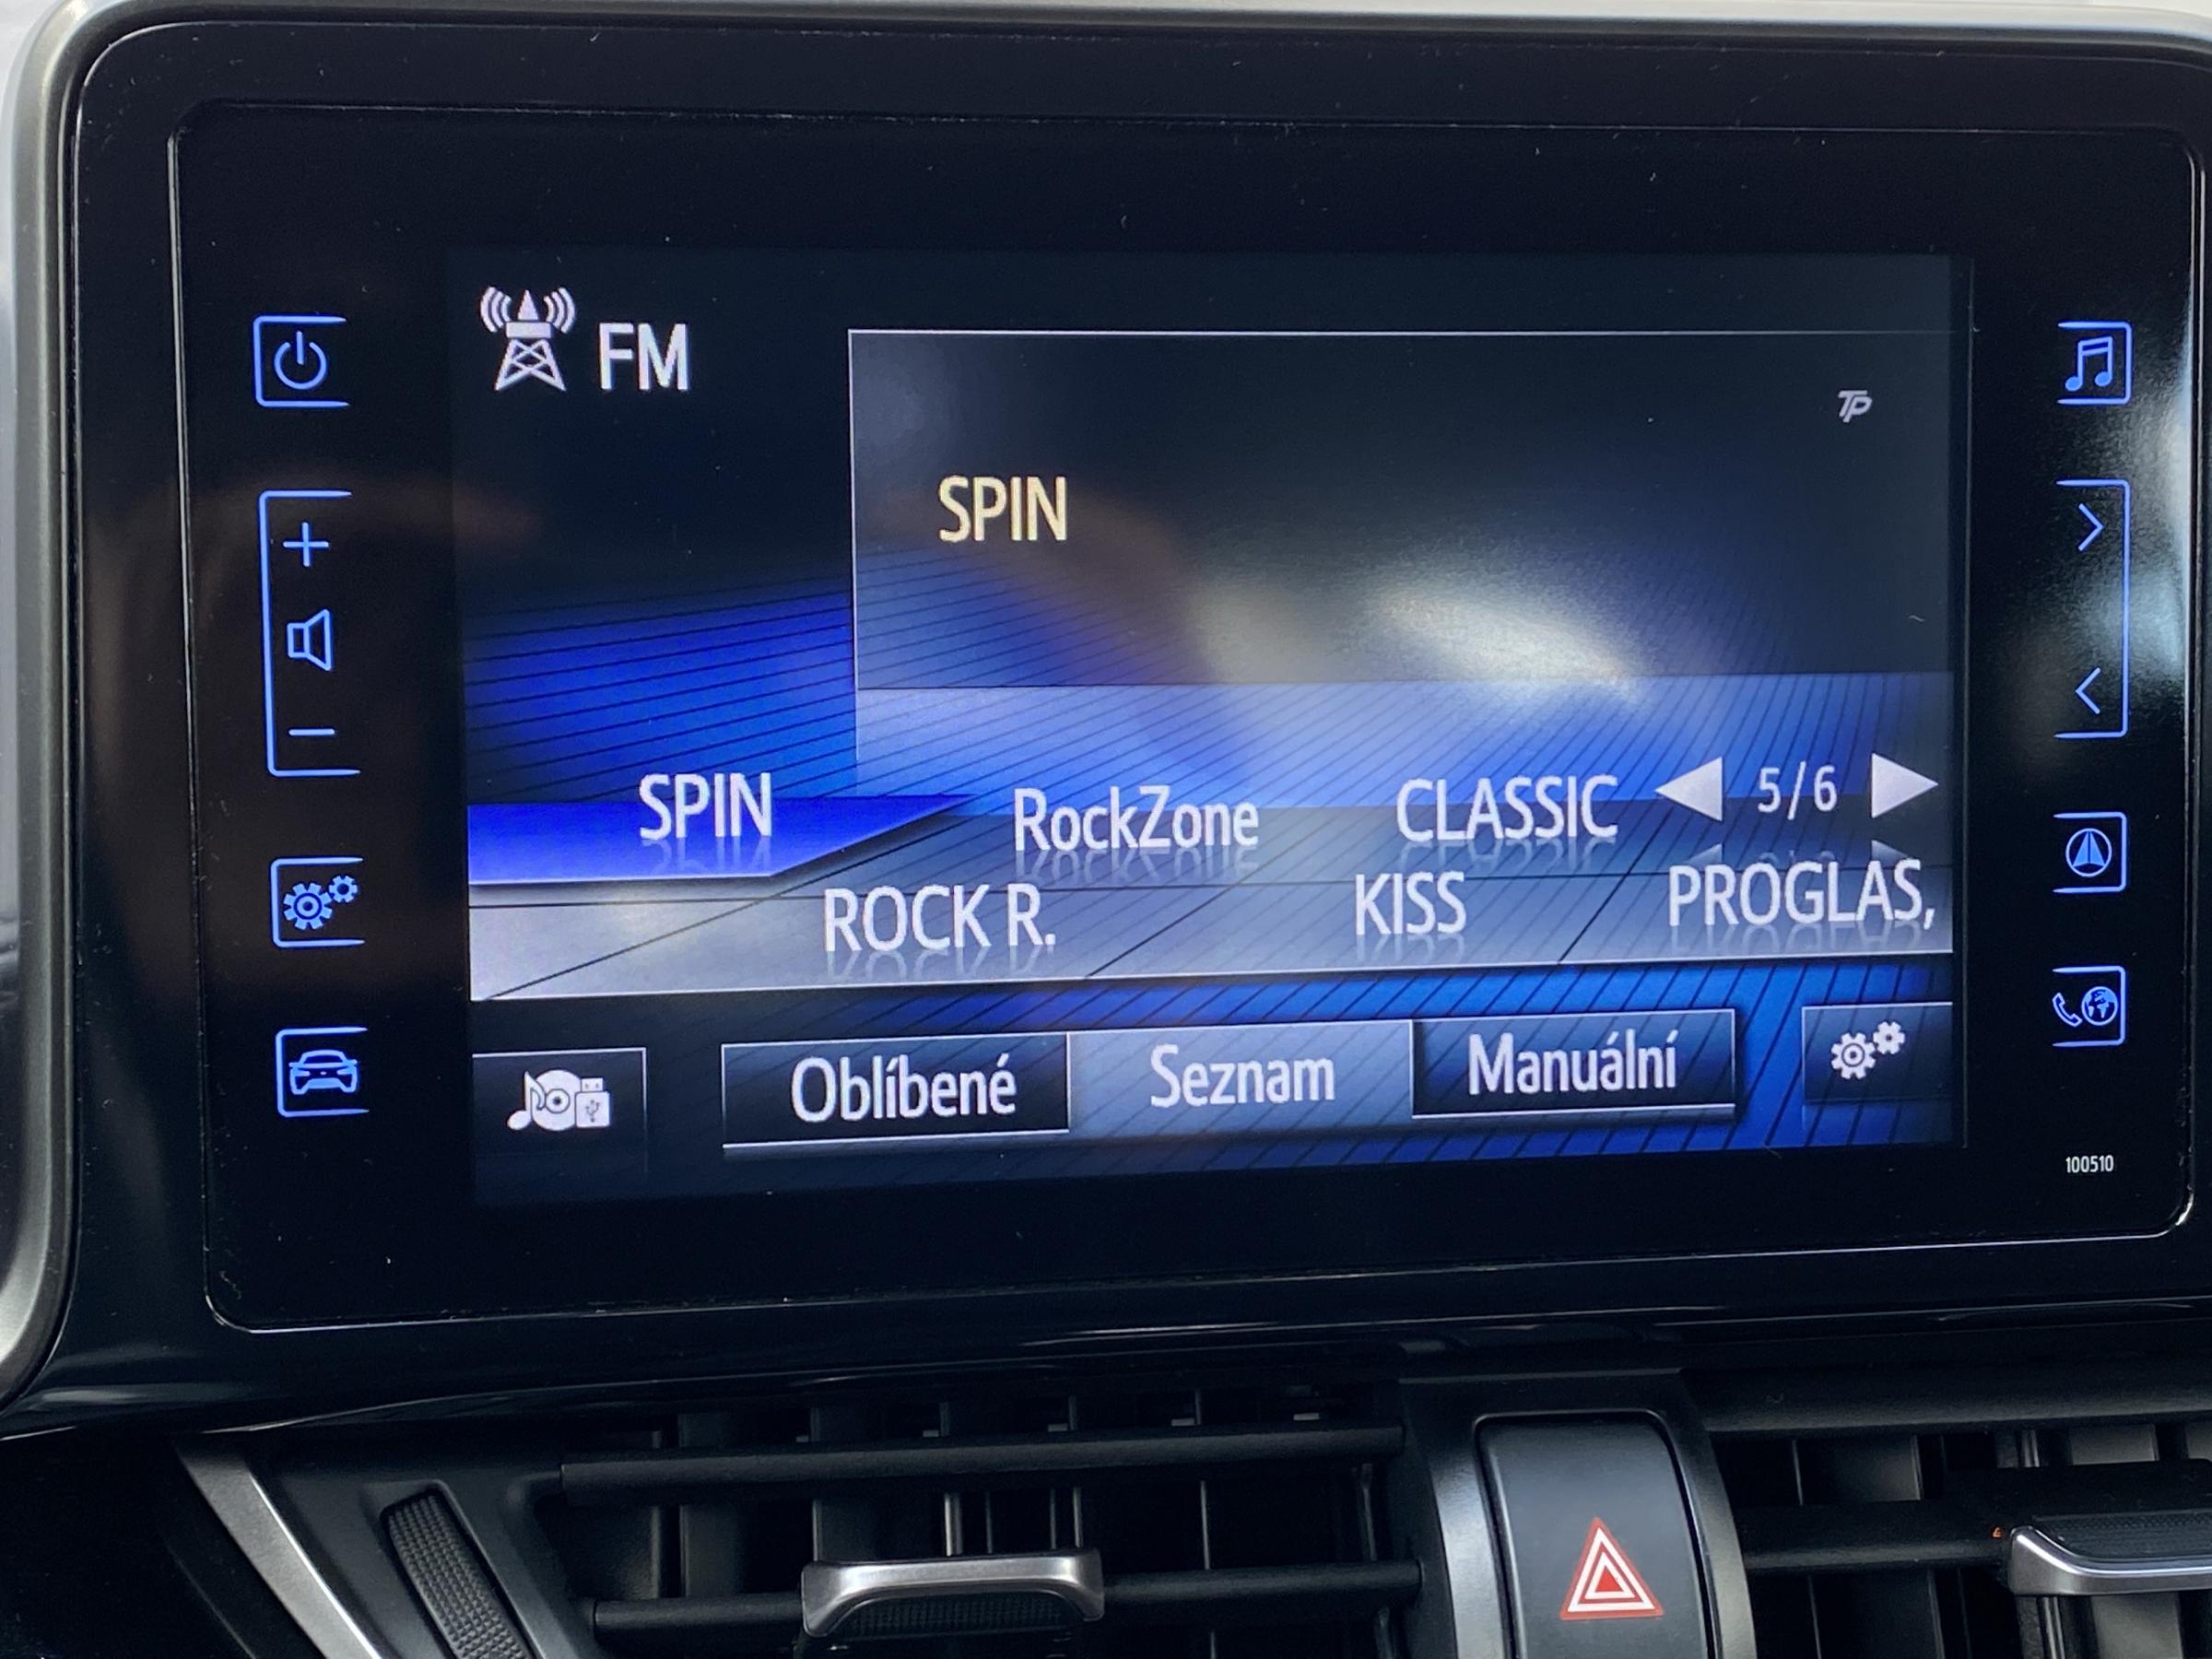 FM
TP
SPIN
SPIN RockZone CLASSIC 5/6
ROCK R. KISS PROGLAS,
Oblíbené Seznam Manuální
100510